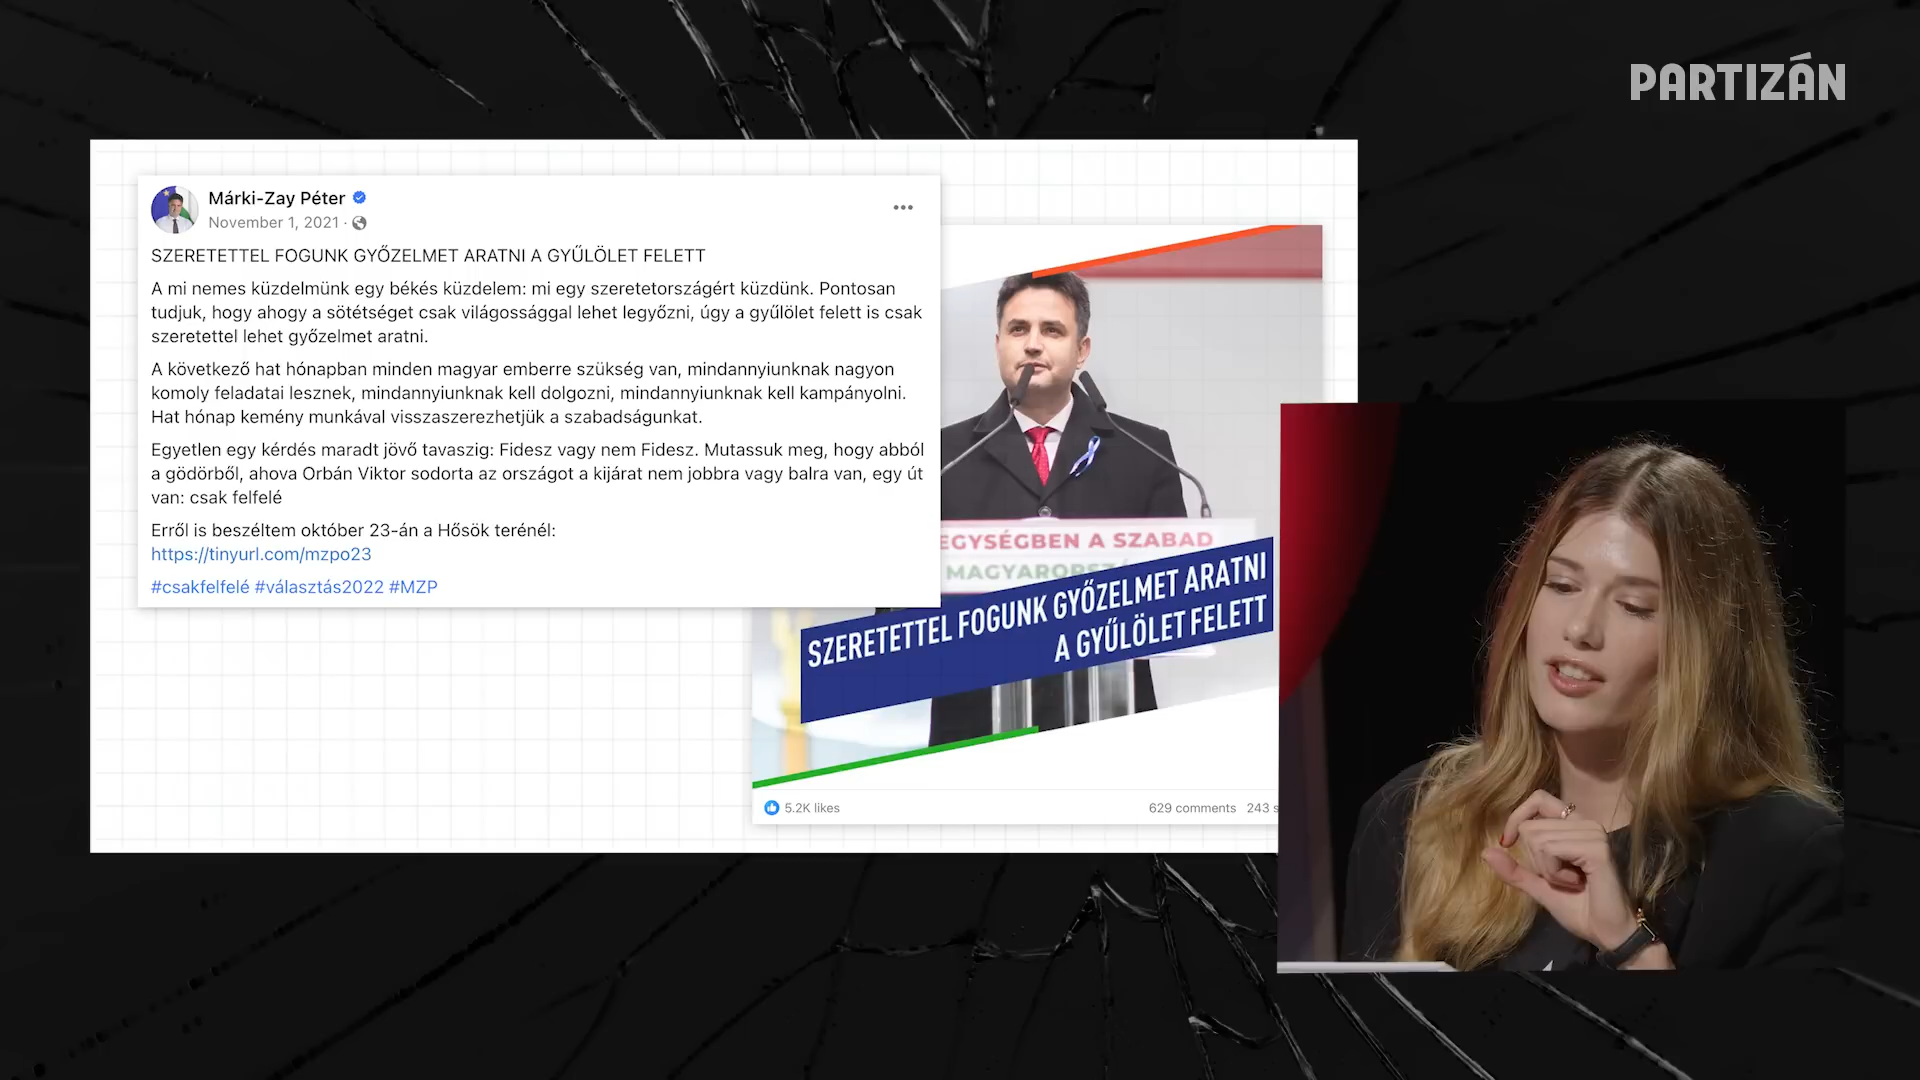 PARTIZÁN
Márki-Zay Péter
November 1, 2021 ·
SZERETETTEL FOGUNK GYŐZELMET ARATNI A GYŰLÖLET FELETT
A mi nemes küzdelmünk egy békés küzdelem: mi egy szeretetországért küzdünk. Pontosan
tudjuk, hogy ahogy a sötétséget csak világossággal lehet legyőzni, úgy a gyűlölet felett is csak
szeretettel lehet győzelmet aratni.
A következő hat hónapban minden magyar emberre szükség van, mindannyiunknak nagyon
komoly feladatai lesznek, mindannyiunknak kell dolgozni, mindannyiunknak kell kampányolni.
Hat hónap kemény munkával visszaszerezhetjük a szabadságunkat.
Egyetlen egy kérdés maradt jövő tavaszig: Fidesz vagy nem Fidesz. Mutassuk meg, hogy abból
a gödörből, ahova Orbán Viktor sodorta az országot a kijárat nem jobbra vagy balra van, egy út
van: csak felfelé
Erről is beszéltem október 23-án a Hősök terénél:
https://tinyurl.com/mzpo23
#csakfelfelé #választás2022 #MZP
EGYSÉGBEN A SZABAD
SZERETETTEL FOGUNK GYŐZELMET ARATNI
A GYŰLÖLET FELETT
5.2K likes
629 comments 243 s